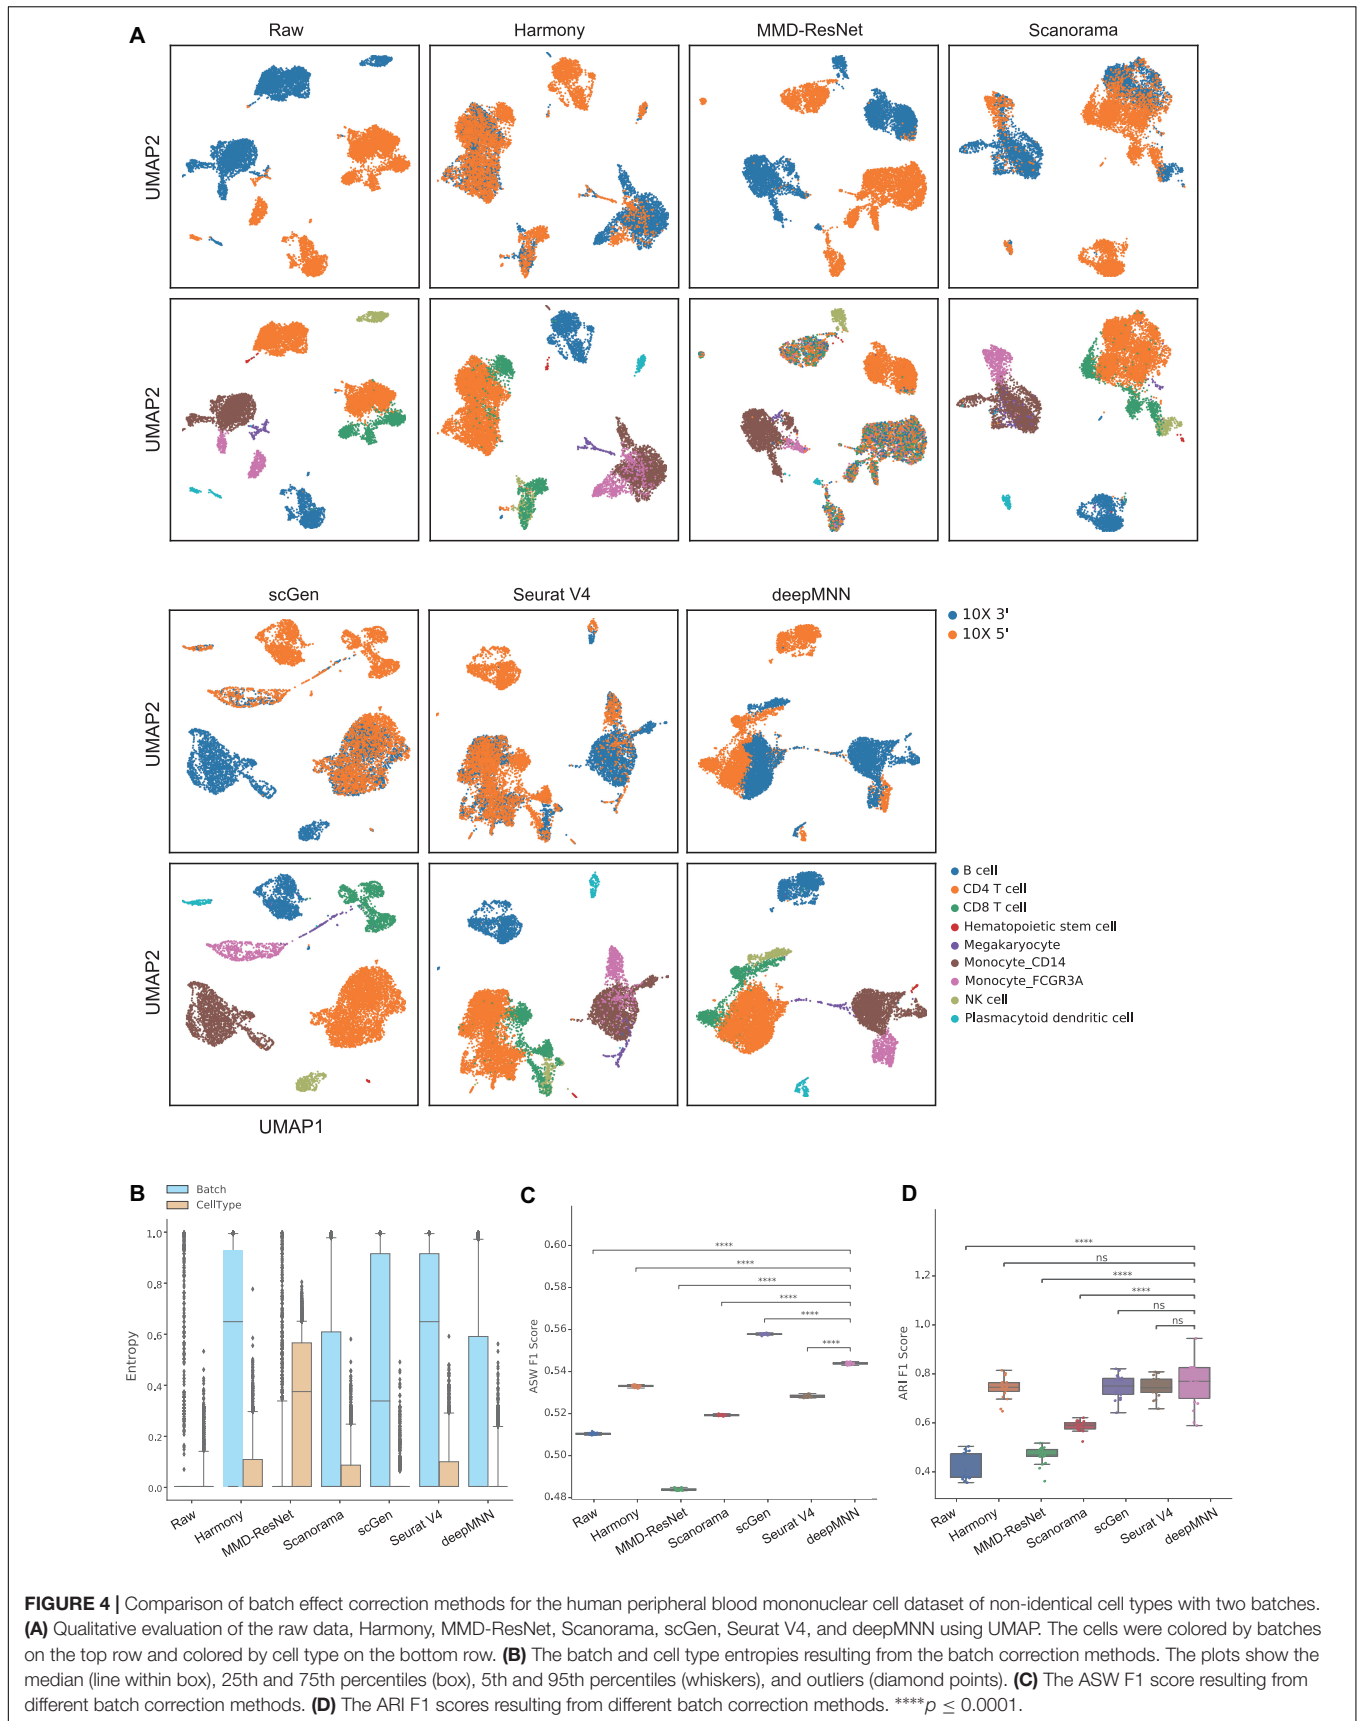 A
Raw
Harmony
MMD-ResNet
Scanorama
UMAP2
UMAP2
scGen
Seurat V4
deepMNN
10X 3'
10X 5'
UMAP2
UMAP2
B cell
CD4 T cell
CD8 T cell
Hematopoietic stem cell
Megakaryocyte
Monocyte_CD14
Monocyte_FCGR3A
NK cell
Plasmacytoid dendritic cell
UMAP1
B
Batch
CellType
Entropy
1.0
0.8
0.6
0.4
0.2
0.0
Raw
Harmony
MMD-ResNet
Scanorama
scGen
Seurat V4
deepMNN
C
ASW F1 Score
0.60
0.58
0.56
0.54
0.52
0.50
0.48
****
****
****
****
****
****
Raw
Harmony
MMD-ResNet
Scanorama
scGen
Seurat V4
deepMNN
D
ARI F1 Score
1.2
1.0
0.8
0.6
0.4
****
ns
****
****
ns
ns
Raw
Harmony
MMD-ResNet
Scanorama
scGen
Seurat V4
deepMNN
FIGURE 4 | Comparison of batch effect correction methods for the human peripheral blood mononuclear cell dataset of non-identical cell types with two batches.
(A) Qualitative evaluation of the raw data, Harmony, MMD-ResNet, Scanorama, scGen, Seurat V4, and deepMNN using UMAP. The cells were colored by batches
on the top row and colored by cell type on the bottom row. (B) The batch and cell type entropies resulting from the batch correction methods. The plots show the
median (line within box), 25th and 75th percentiles (box), 5th and 95th percentiles (whiskers), and outliers (diamond points). (C) The ASW F1 score resulting from
different batch correction methods. (D) The ARI F1 scores resulting from different batch correction methods. ****p ≤ 0.0001.